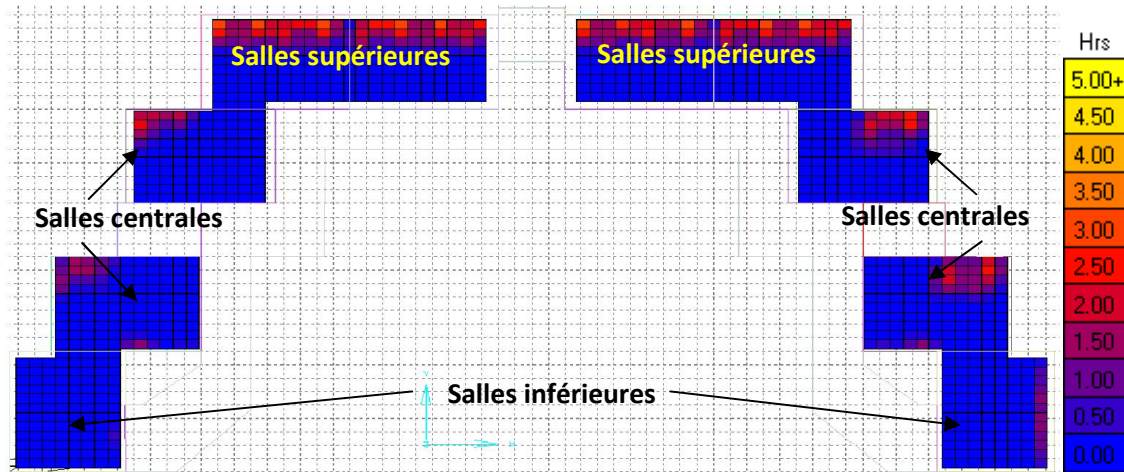 Salles supérieures
Salles supérieures
Salles centrales
Salles centrales
Salles inférieures
Hrs
5.00+
4.50
4.00
3.50
3.00
2.50
2.00
1.50
1.00
0.50
0.00